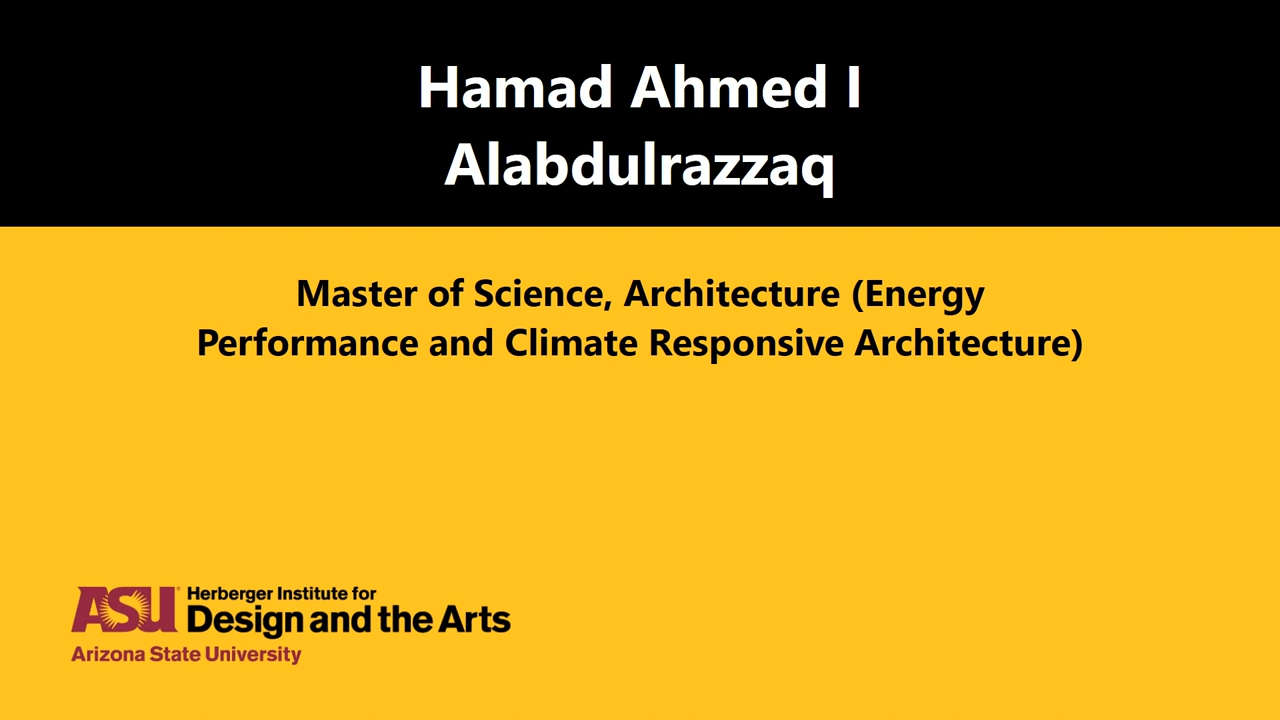 Hamad Ahmed I
Alabdulrazzaq
Master of Science, Architecture (Energy
Performance and Climate Responsive Architecture)
ASU Herberger Institute for
Design and the Arts
Arizona State University